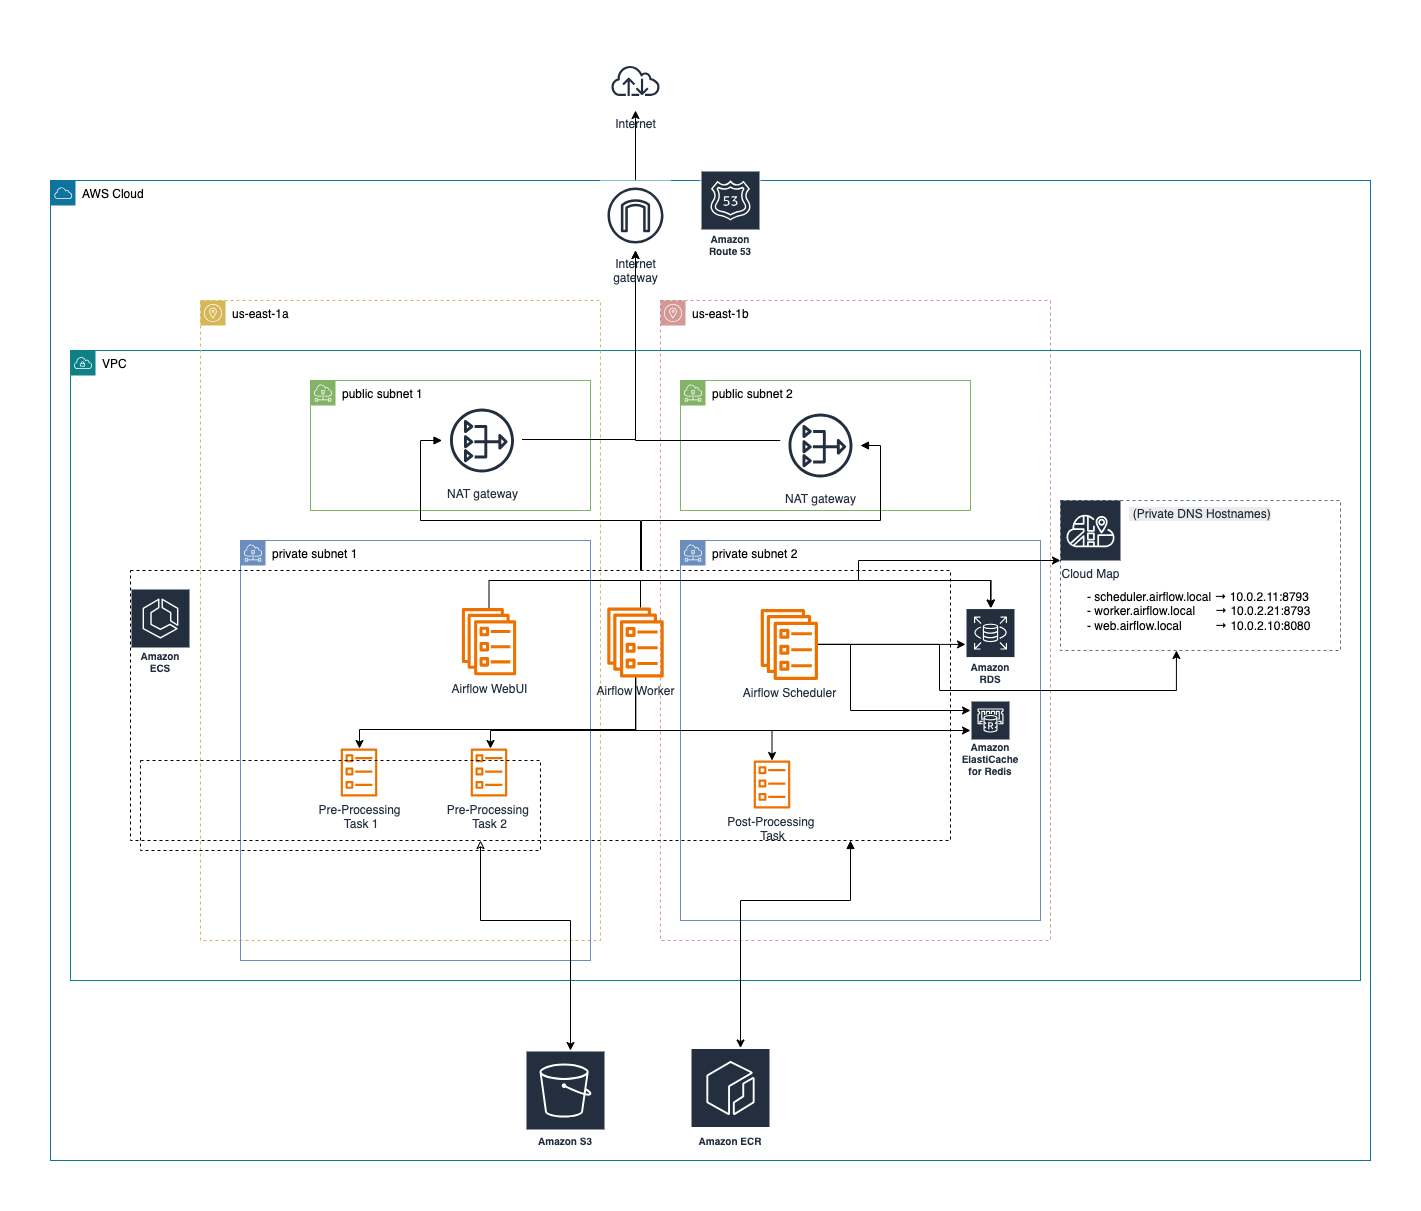 Internet
AWS Cloud
53
Amazon
Route 53
Internet
gateway
us-east-1a
us-east-1b
VPC
public subnet 1
public subnet 2
NAT gateway
NAT gateway
(Private DNS Hostnames)
private subnet 1
private subnet 2
Cloud Map
- scheduler.airflow.local → 10.0.2.11:8793
- worker.airflow.local → 10.0.2.21:8793
- web.airflow.local → 10.0.2.10:8080
Amazon
ECS
Airflow WebUI
Airflow Worker
Airflow Scheduler
Amazon
RDS
R
Amazon
ElastiCache
for Redis
Pre-Processing
Task 1
Pre-Processing
Task 2
Post-Processing
Task
Amazon S3
Amazon ECR